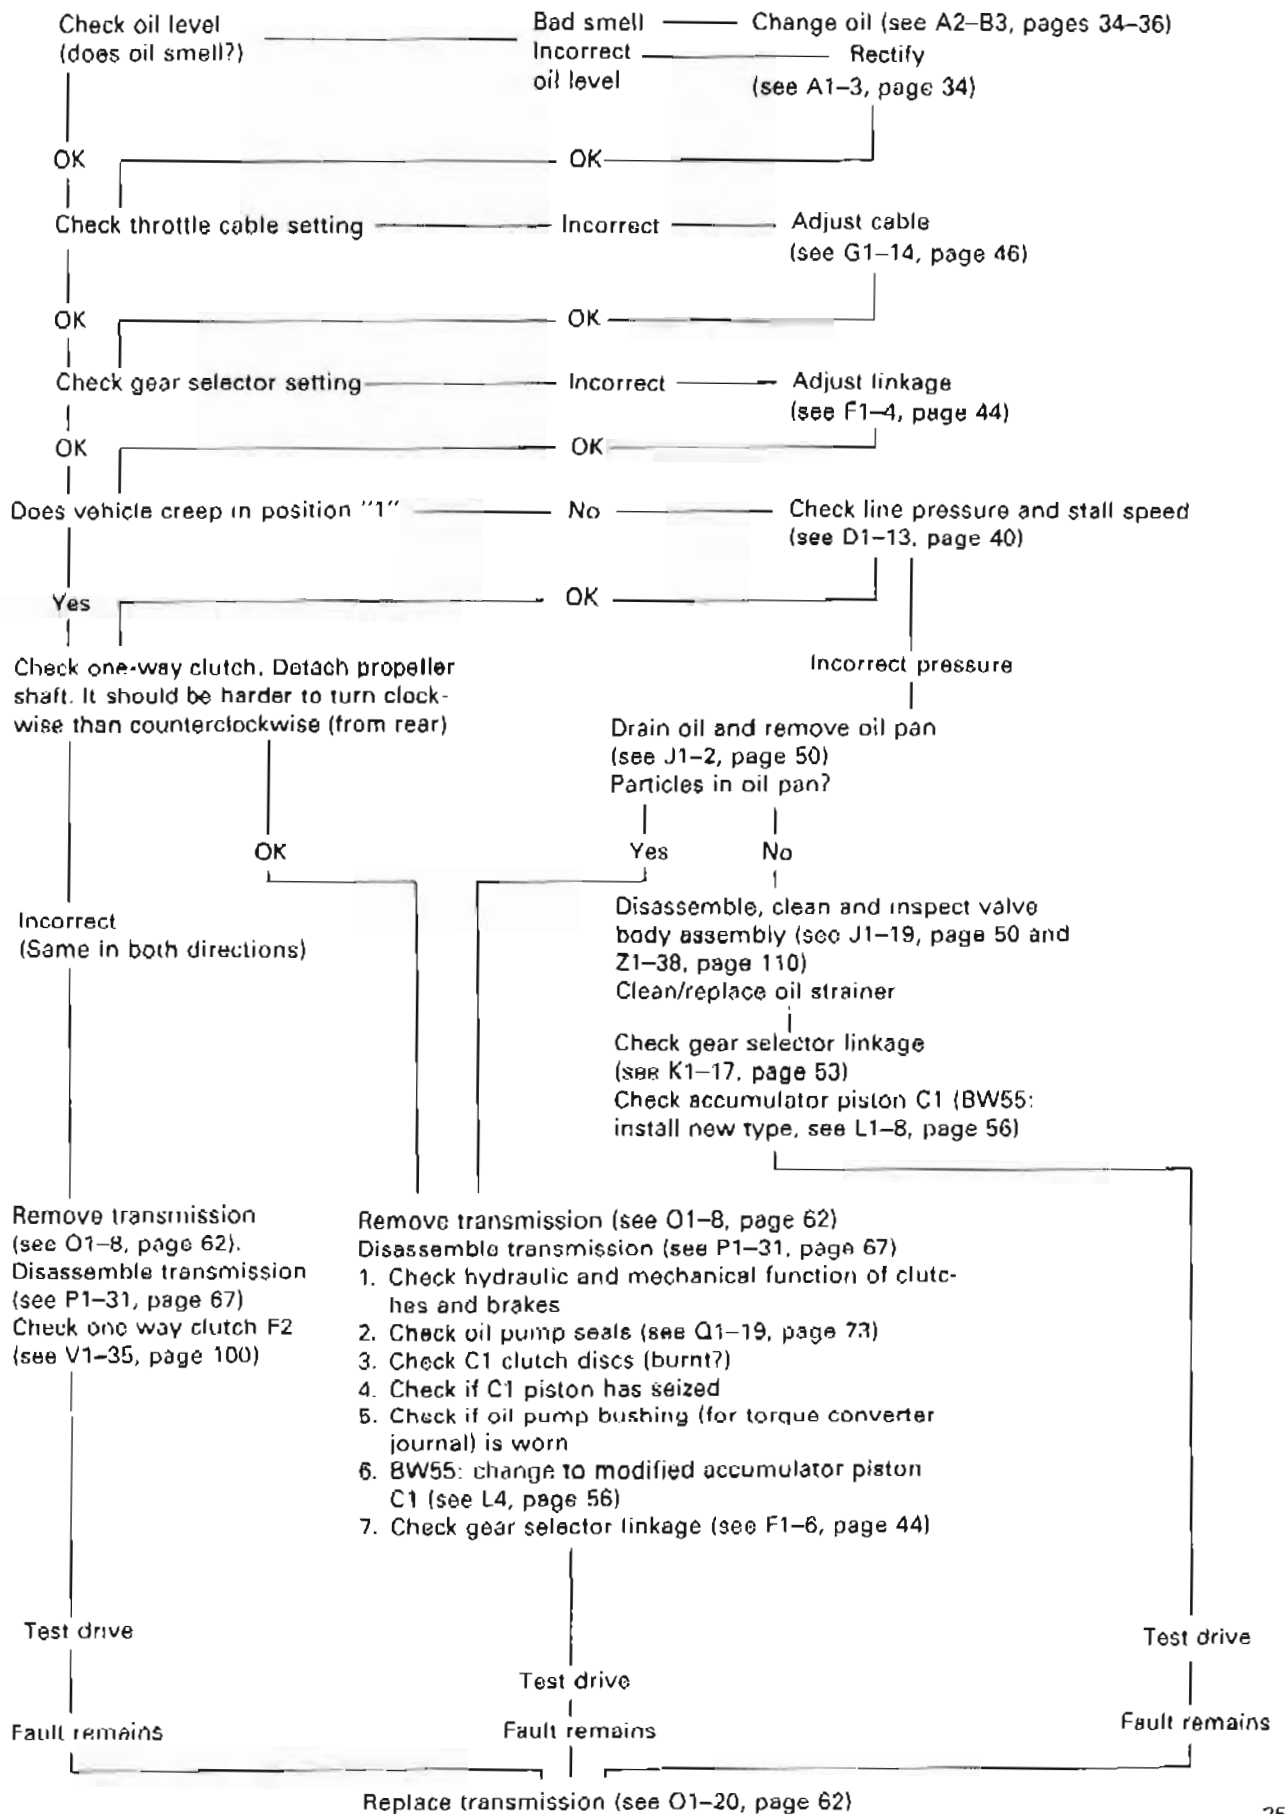 Check oil level
(does oil smell?)
Bad smell
Change oil (see A2–B3, pages 34–36)
Incorrect
oil level
Rectify
(see A1–3, page 34)
OK
OK
Check throttle cable setting
Incorrect
Adjust cable
(see G1–14, page 46)
OK
OK
Check gear selector setting
Incorrect
Adjust linkage
(see F1–4, page 44)
OK
OK
Does vehicle creep in position "1"
No
Check line pressure and stall speed
(see D1–13, page 40)
Yes
OK
Check one-way clutch. Detach propeller
shaft. It should be harder to turn clock-
wise than counterclockwise (from rear)
Incorrect pressure
Drain oil and remove oil pan
(see J1–2, page 50)
Particles in oil pan?
OK
Yes
No
Incorrect
(Same in both directions)
Disassemble, clean and inspect valve
body assembly (see J1–19, page 50 and
Z1–38, page 110)
Clean/replace oil strainer
Check gear selector linkage
(see K1–17, page 53)
Check accumulator piston C1 (BW55:
install new type, see L1–8, page 56)
Remove transmission
(see O1–8, page 62).
Disassemble transmission
(see P1–31, page 67)
Check one way clutch F2
(see V1–35, page 100)
Remove transmission (see O1–8, page 62)
Disassemble transmission (see P1–31, page 67)
1. Check hydraulic and mechanical function of clutc-
hes and brakes
2. Check oil pump seals (see Q1–19, page 73)
3. Check C1 clutch discs (burnt?)
4. Check if C1 piston has seized
5. Check if oil pump bushing (for torque converter
journal) is worn
6. BW55: change to modified accumulator piston
C1 (see L4, page 56)
7. Check gear selector linkage (see F1–6, page 44)
Test drive
Test drive
Test drive
Fault remains
Fault remains
Fault remains
Replace transmission (see O1–20, page 62)